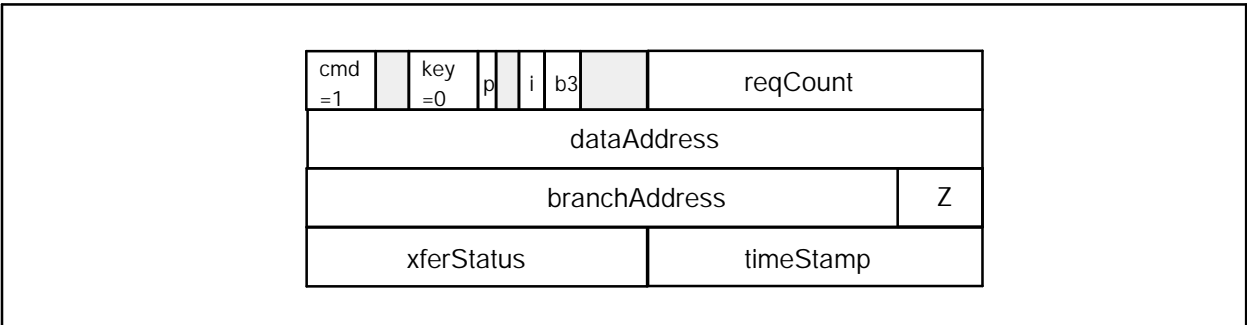 cmd key p i b3 reqCount
=1 =0
dataAddress
branchAddress Z
xferStatus timeStamp